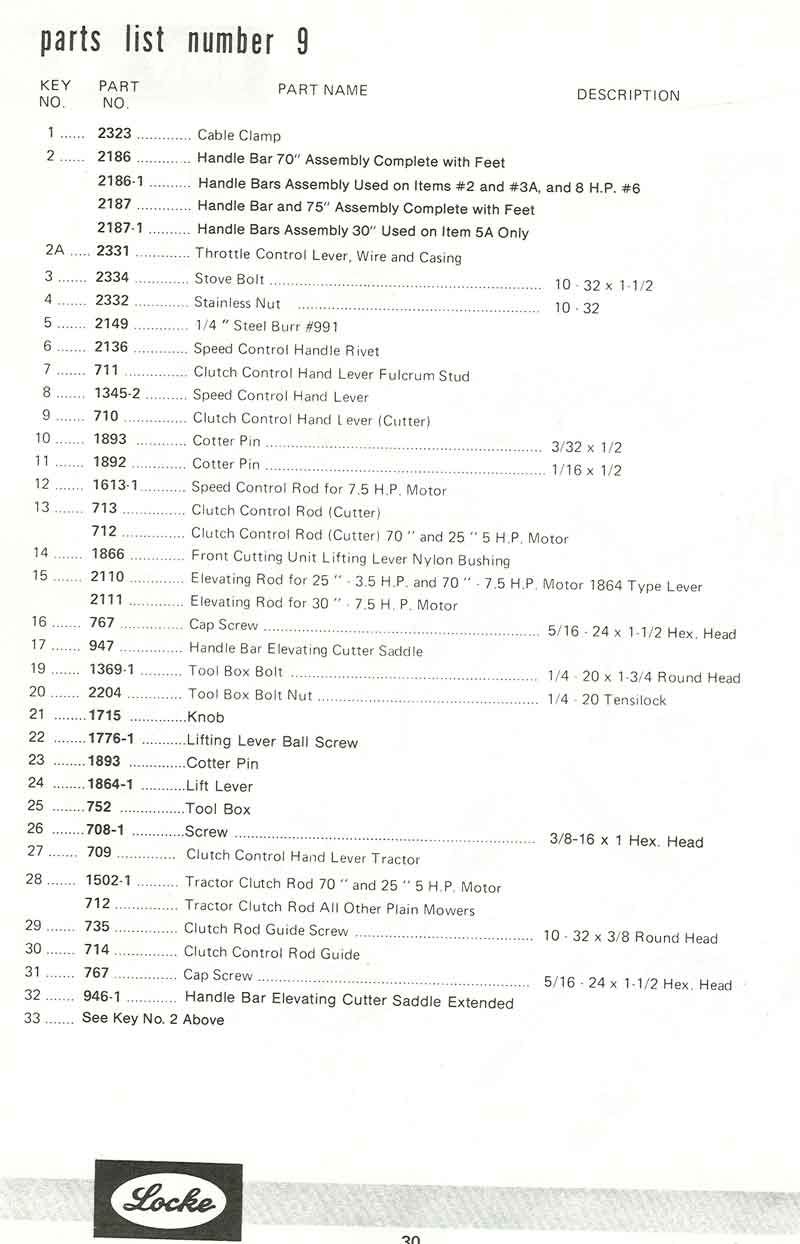 parts list number 9
KEY NO. PART NO. PART NAME DESCRIPTION
1 ...... 2323 ............. Cable Clamp
2 ...... 2186 ............. Handle Bar 70" Assembly Complete with Feet
2186-1 .......... Handle Bars Assembly Used on Items #2 and #3A, and 8 H.P. #6
2187 ............. Handle Bar and 75" Assembly Complete with Feet
2187-1 .......... Handle Bars Assembly 30" Used on Item 5A Only
2A ..... 2331 ............. Throttle Control Lever, Wire and Casing
3 ....... 2334 ............. Stove Bolt ............................ 10 - 32 x 1-1/2
4 ....... 2332 ............. Stainless Nut ............................ 10 - 32
5 ....... 2149 ............. 1/4 " Steel Burr #991
6 ....... 2136 ............. Speed Control Handle Rivet
7 ....... 711 ............... Clutch Control Hand Lever Fulcrum Stud
8 ....... 1345-2 .......... Speed Control Hand Lever
9 ....... 710 ............... Clutch Control Hand Lever (Cutter)
10 ....... 1893 ............ Cotter Pin ............................ 3/32 x 1/2
11 ....... 1892 ............. Cotter Pin ............................ 1/16 x 1/2
12 ....... 1613-1........... Speed Control Rod for 7.5 H.P. Motor
13 ....... 713 ............... Clutch Control Rod (Cutter)
712 ............... Clutch Control Rod (Cutter) 70 " and 25 " 5 H.P. Motor
14 ....... 1866 ............. Front Cutting Unit Lifting Lever Nylon Bushing
15 ....... 2110 ............. Elevating Rod for 25 " - 3.5 H.P. and 70 " - 7.5 H.P. Motor 1864 Type Lever
2111 ............. Elevating Rod for 30 " - 7.5 H. P. Motor
16 ....... 767 ............... Cap Screw ............................ 5/16 - 24 x 1-1/2 Hex. Head
17 ....... 947 ............... Handle Bar Elevating Cutter Saddle
19 ....... 1369-1 .......... Tool Box Bolt ............................ 1/4 - 20 x 1-3/4 Round Head
20 ....... 2204 ............. Tool Box Bolt Nut ............................ 1/4 - 20 Tensilock
21 ........1715 ..............Knob
22 ........1776-1 ...........Lifting Lever Ball Screw
23 ........1893 ..............Cotter Pin
24 ........1864-1 ...........Lift Lever
25 ........752 ................Tool Box
26 ........708-1 .............Screw ............................ 3/8-16 x 1 Hex. Head
27 ....... 709 .............. Clutch Control Hand Lever Tractor
28 ....... 1502-1 .......... Tractor Clutch Rod 70 " and 25 " 5 H.P. Motor
712 ............... Tractor Clutch Rod All Other Plain Mowers
29 ....... 735 ............... Clutch Rod Guide Screw ............................ 10 - 32 x 3/8 Round Head
30 ....... 714 ............... Clutch Control Rod Guide
31 ....... 767 ............... Cap Screw ............................ 5/16 - 24 x 1-1/2 Hex. Head
32 ....... 946-1 ............ Handle Bar Elevating Cutter Saddle Extended
33 ....... See Key No. 2 Above
Locke
30